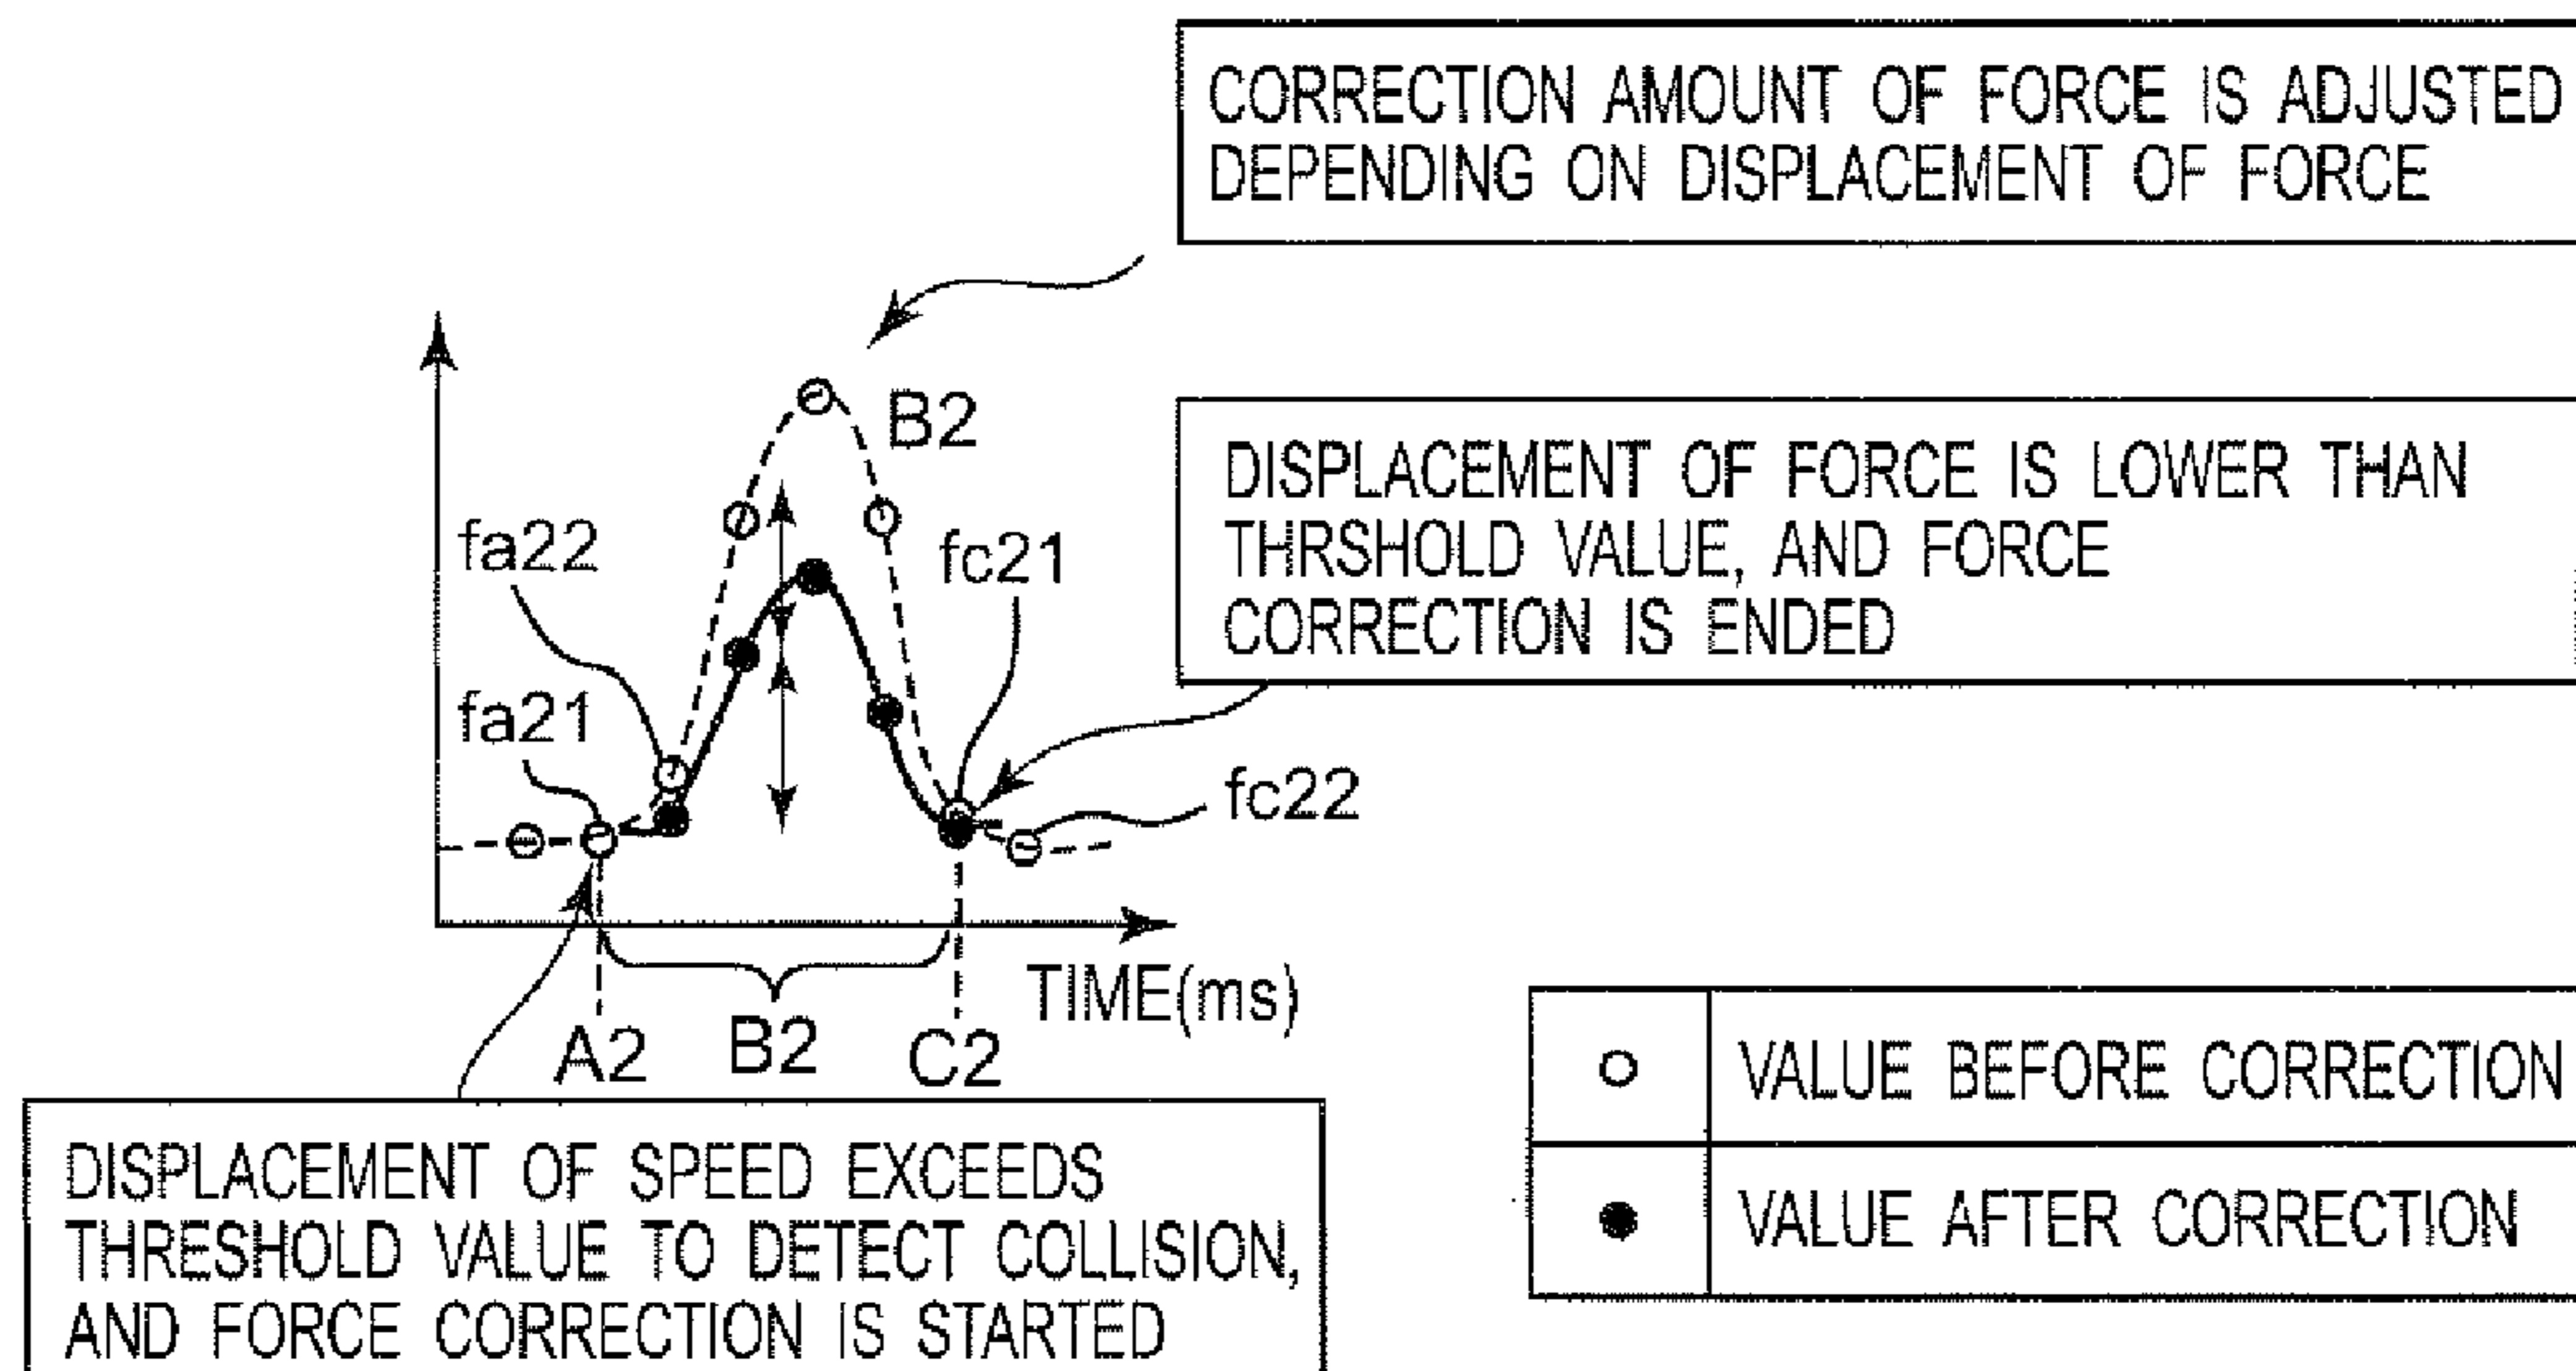 CORRECTION AMOUNT OF FORCE IS ADJUSTED
DEPENDING ON DISPLACEMENT OF FORCE
B2
DISPLACEMENT OF FORCE IS LOWER THAN
THRSHOLD VALUE, AND FORCE
CORRECTION IS ENDED
fa22
fc21
fa21
fc22
TIME(ms)
A2
B2
C2
VALUE BEFORE CORRECTION
VALUE AFTER CORRECTION
DISPLACEMENT OF SPEED EXCEEDS
THRESHOLD VALUE TO DETECT COLLISION,
AND FORCE CORRECTION IS STARTED